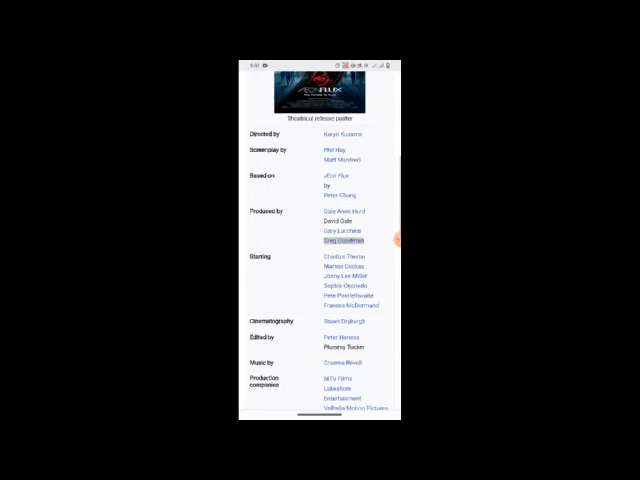 ÆONFLUX
Theatrical release poster
Directed by Karyn Kusama
Screenplay by Phil Hay
Matt Manfredi
Based on Æon Flux
by
Peter Chung
Produced by Gale Anne Hurd
David Gale
Gary Lucchesi
Greg Goodman
Starring Charlize Theron
Marton Csokas
Jonny Lee Miller
Sophie Okonedo
Pete Postlethwaite
Frances McDormand
Cinematography Stuart Dryburgh
Edited by Peter Honess
Plummy Tucker
Music by Graeme Revell
Production MTV Films
companies Lakeshore
Entertainment
Valhalla Motion Pictures